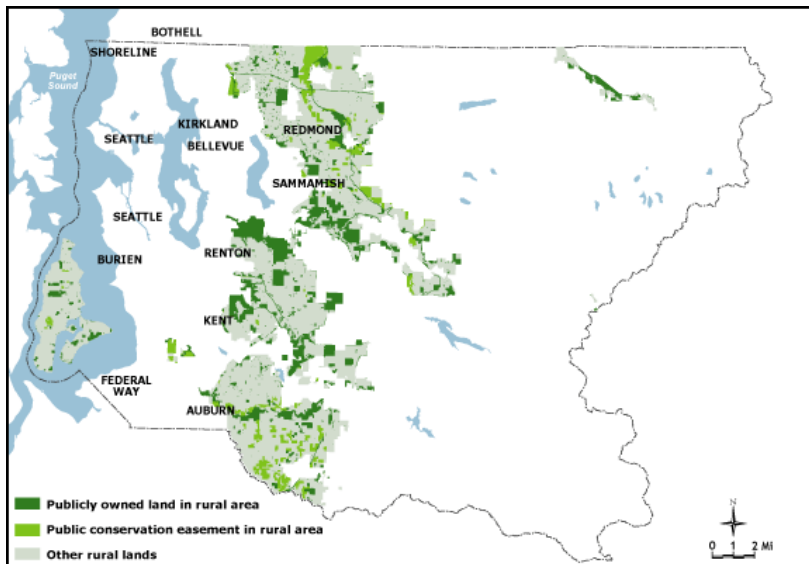 BOTHELL
SHORELINE
Puget
Sound
KIRKLAND
REDMOND
SEATTLE
BELLEVUE
SAMMAMISH
SEATTLE
RENTON
BURIEN
KENT
FEDERAL
WAY
AUBURN
Publicly owned land in rural area
Public conservation easement in rural area
Other rural lands
N
0 1 2 Mi